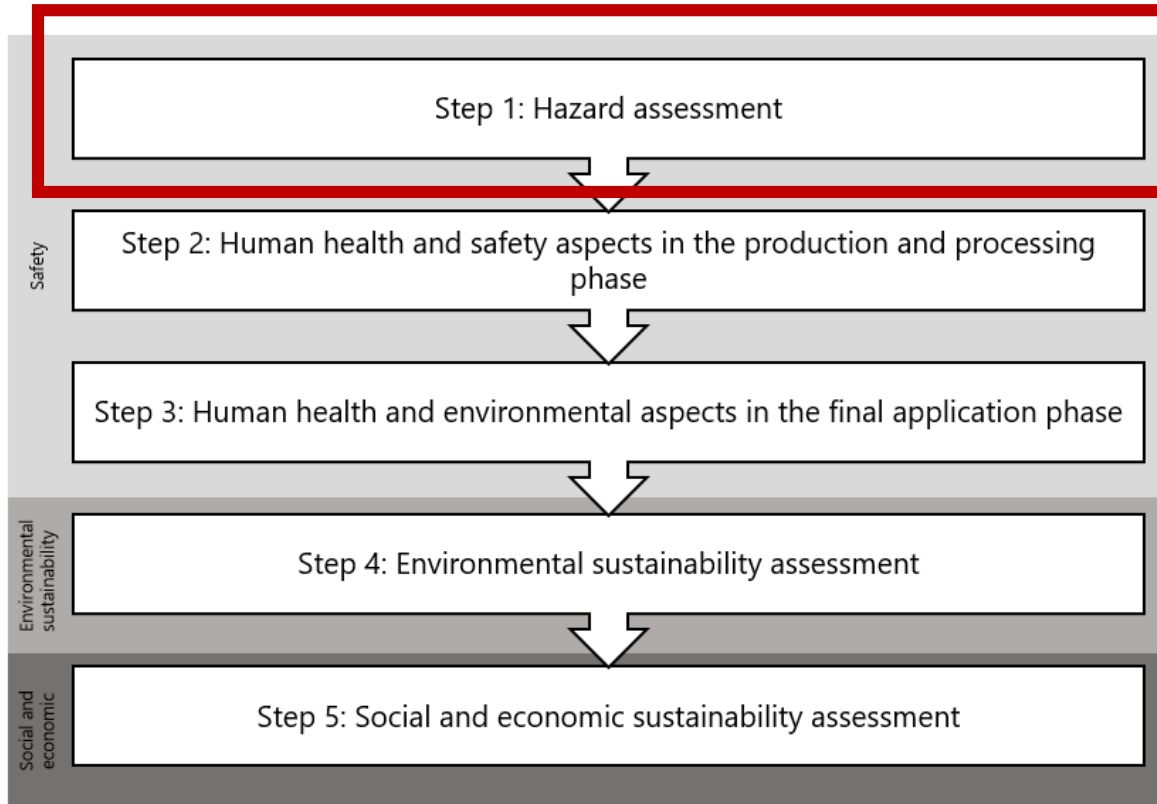 Step 1: Hazard assessment
Safety
Step 2: Human health and safety aspects in the production and processing
phase
Step 3: Human health and environmental aspects in the final application phase
Environmental
sustainability
Step 4: Environmental sustainability assessment
Social and
economic
Step 5: Social and economic sustainability assessment